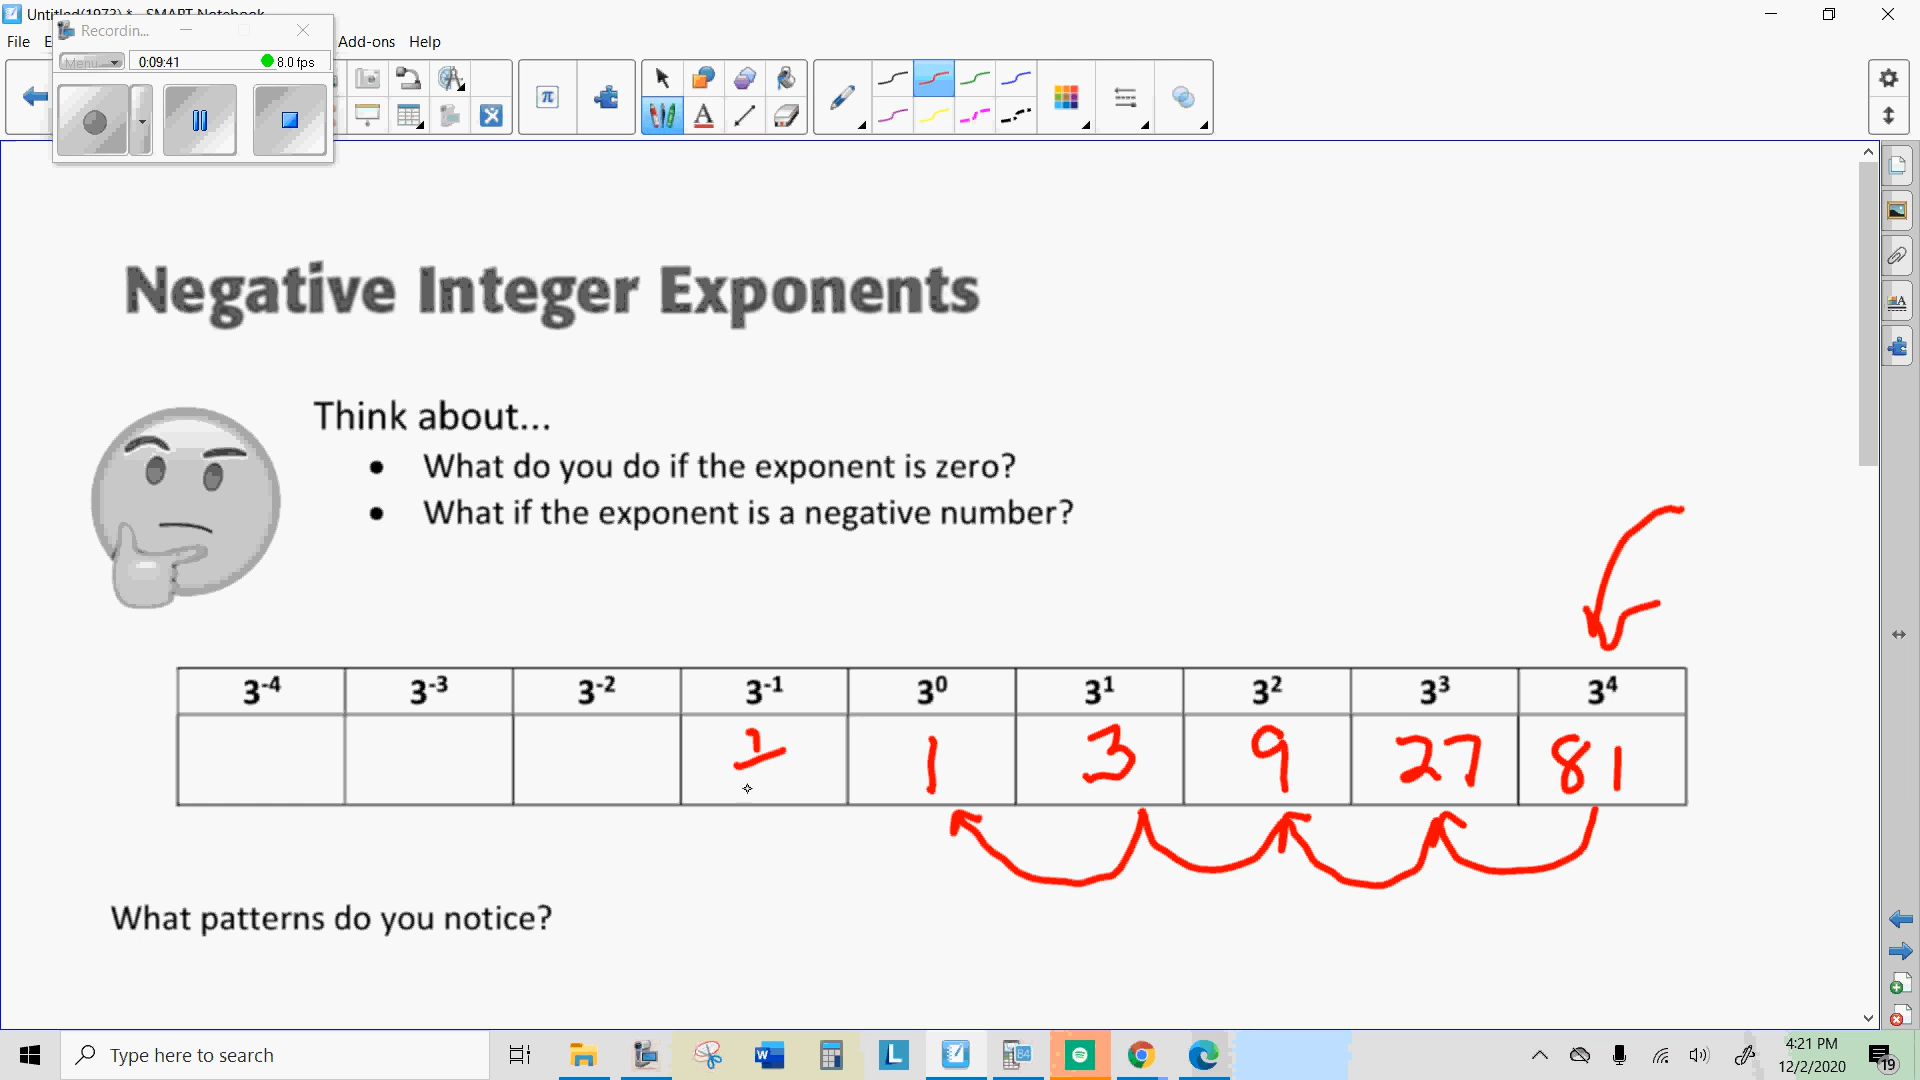 Untitled(1973) * - SMART Notebook
Recordin...
File E Add-ons Help
Menu 0:09:41 8.0 fps
π
A
Negative Integer Exponents
Think about...
• What do you do if the exponent is zero?
• What if the exponent is a negative number?
3⁻⁴ 3⁻³ 3⁻² 3⁻¹ 3⁰ 3¹ 3² 3³ 3⁴
1 1 3 9 27 81
What patterns do you notice?
Type here to search
W
L
84
4:21 PM
12/2/2020
19